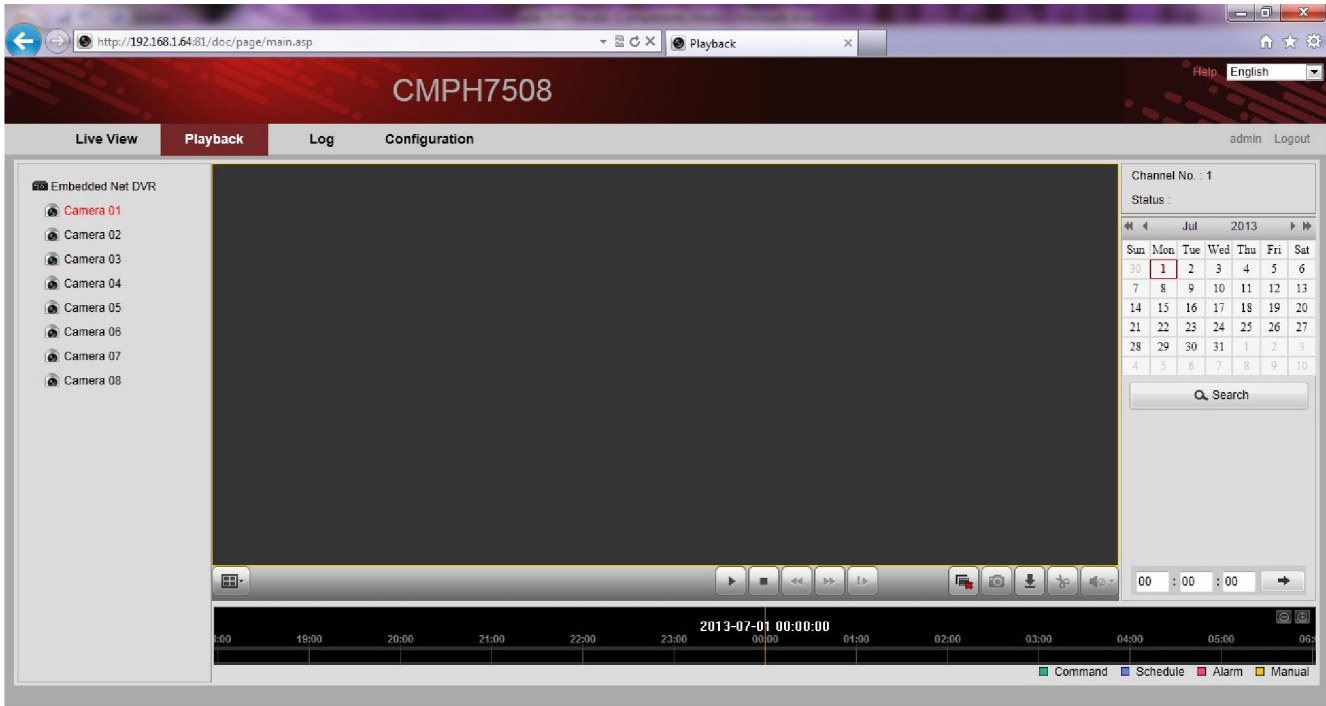 http://192.168.1.64:81/doc/page/main.asp
Playback
CMPH7508
Help English
Live View Playback Log Configuration
admin Logout
Embedded Net DVR
Camera 01
Camera 02
Camera 03
Camera 04
Camera 05
Camera 06
Camera 07
Camera 08
Channel No. : 1
Status :
Jul 2013
Sun Mon Tue Wed Thu Fri Sat
30 1 2 3 4 5 6
7 8 9 10 11 12 13
14 15 16 17 18 19 20
21 22 23 24 25 26 27
28 29 30 31 1 2 3
4 5 6 7 8 9 10
Search
00 : 00 : 00
2013-07-01 00:00:00
:00 19:00 20:00 21:00 22:00 23:00 00:00 01:00 02:00 03:00 04:00 05:00 06:
Command Schedule Alarm Manual